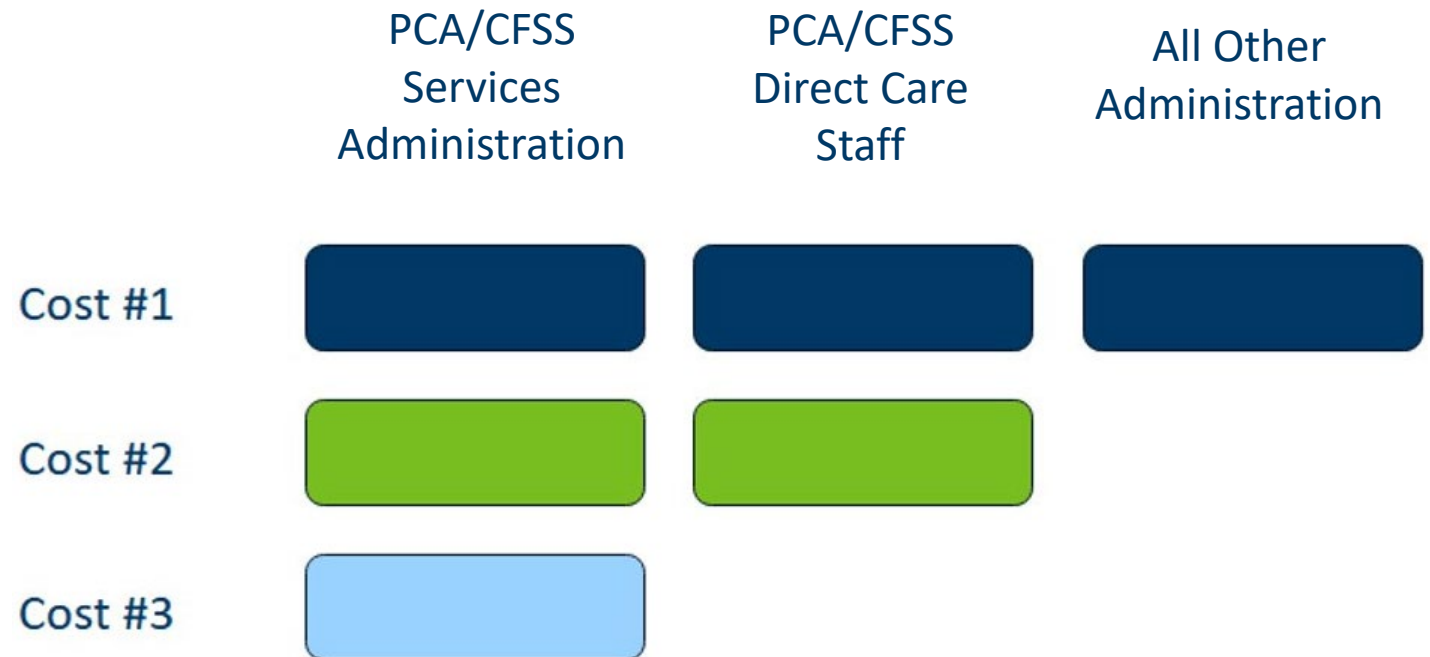 PCA/CFSS
Services
Administration
PCA/CFSS
Direct Care
Staff
All Other
Administration
Cost #1
Cost #2
Cost #3